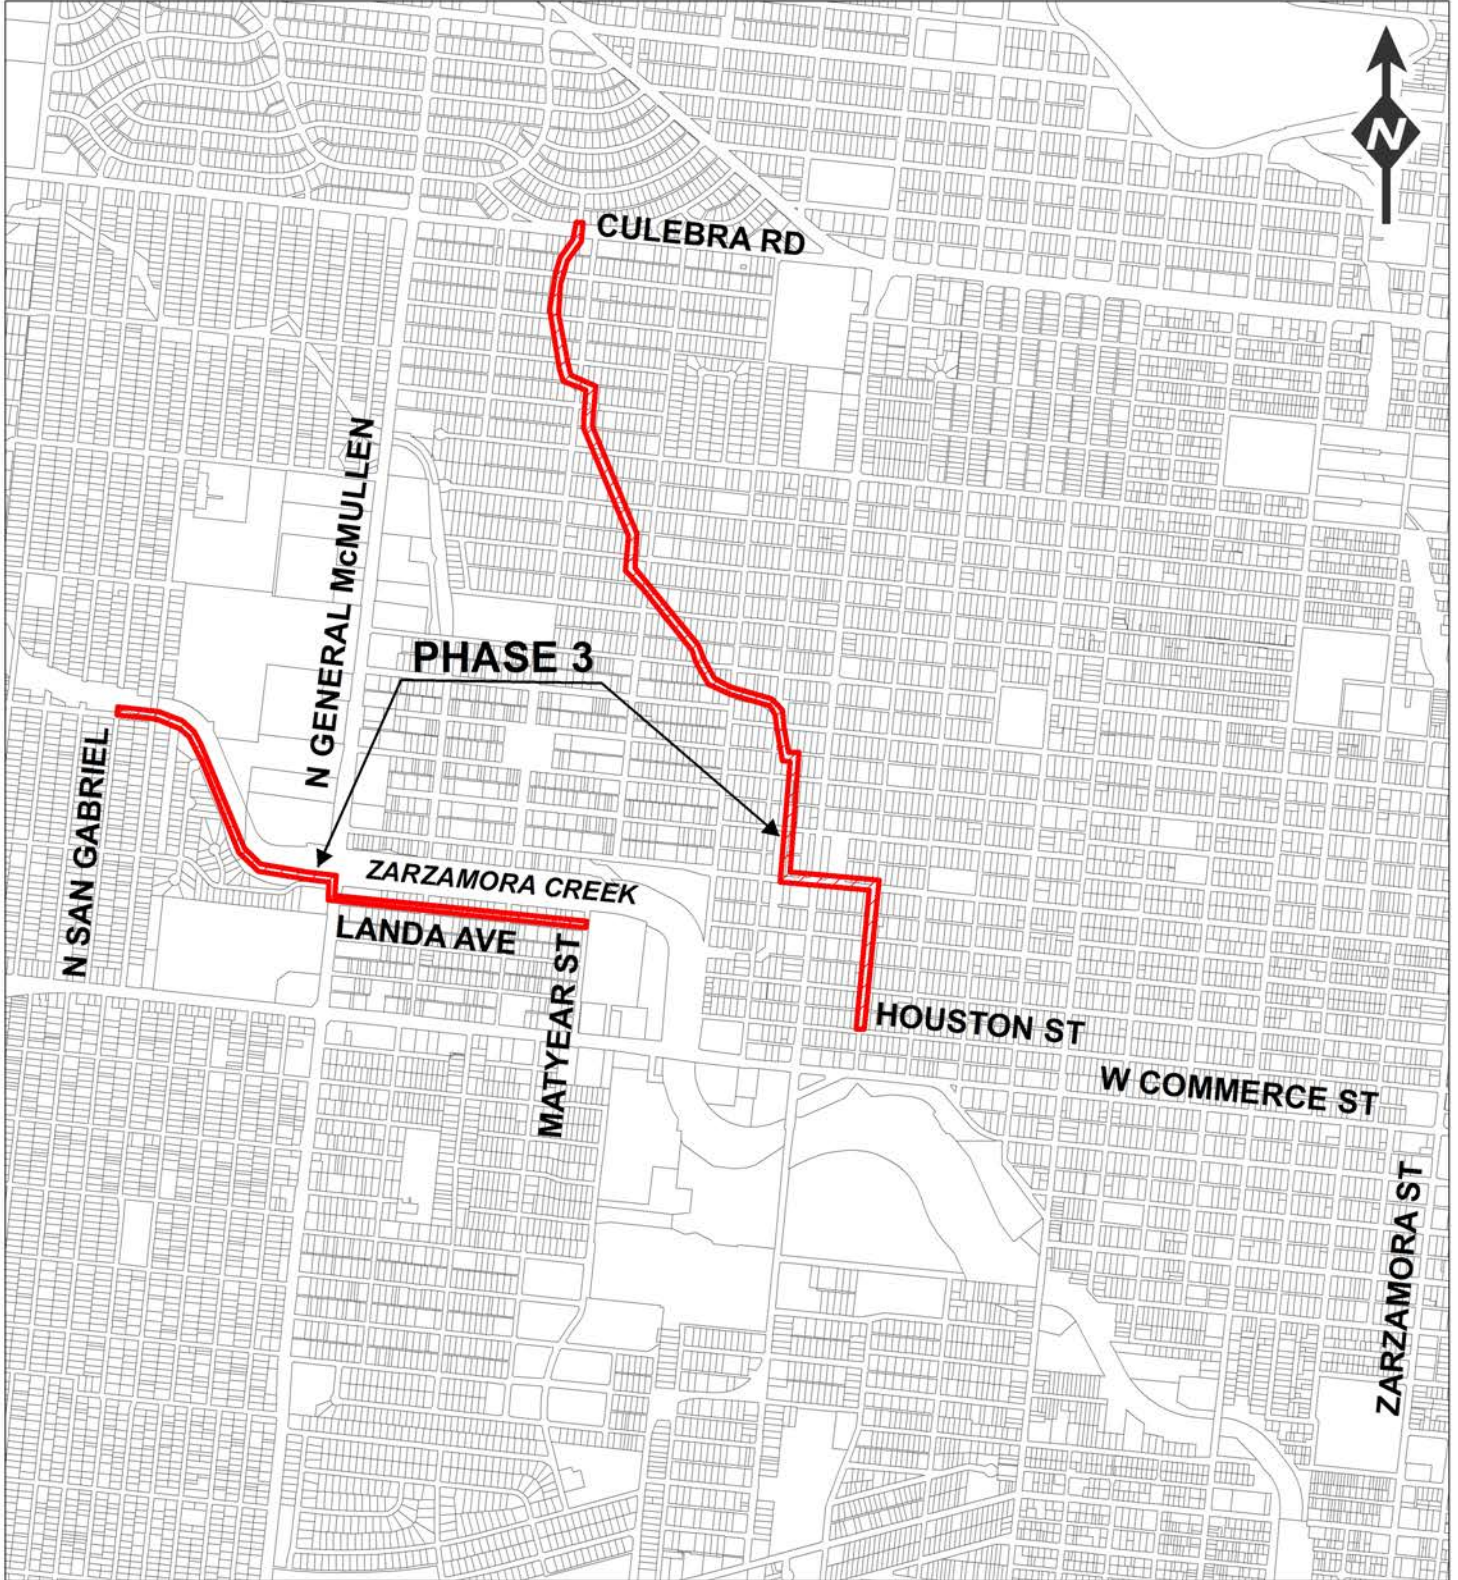 N
CULEBRA RD
N GENERAL McMULLEN
PHASE 3
N SAN GABRIEL
ZARZAMORA CREEK
LANDA AVE
MATYEAR ST
HOUSTON ST
W COMMERCE ST
ZARZAMORA ST